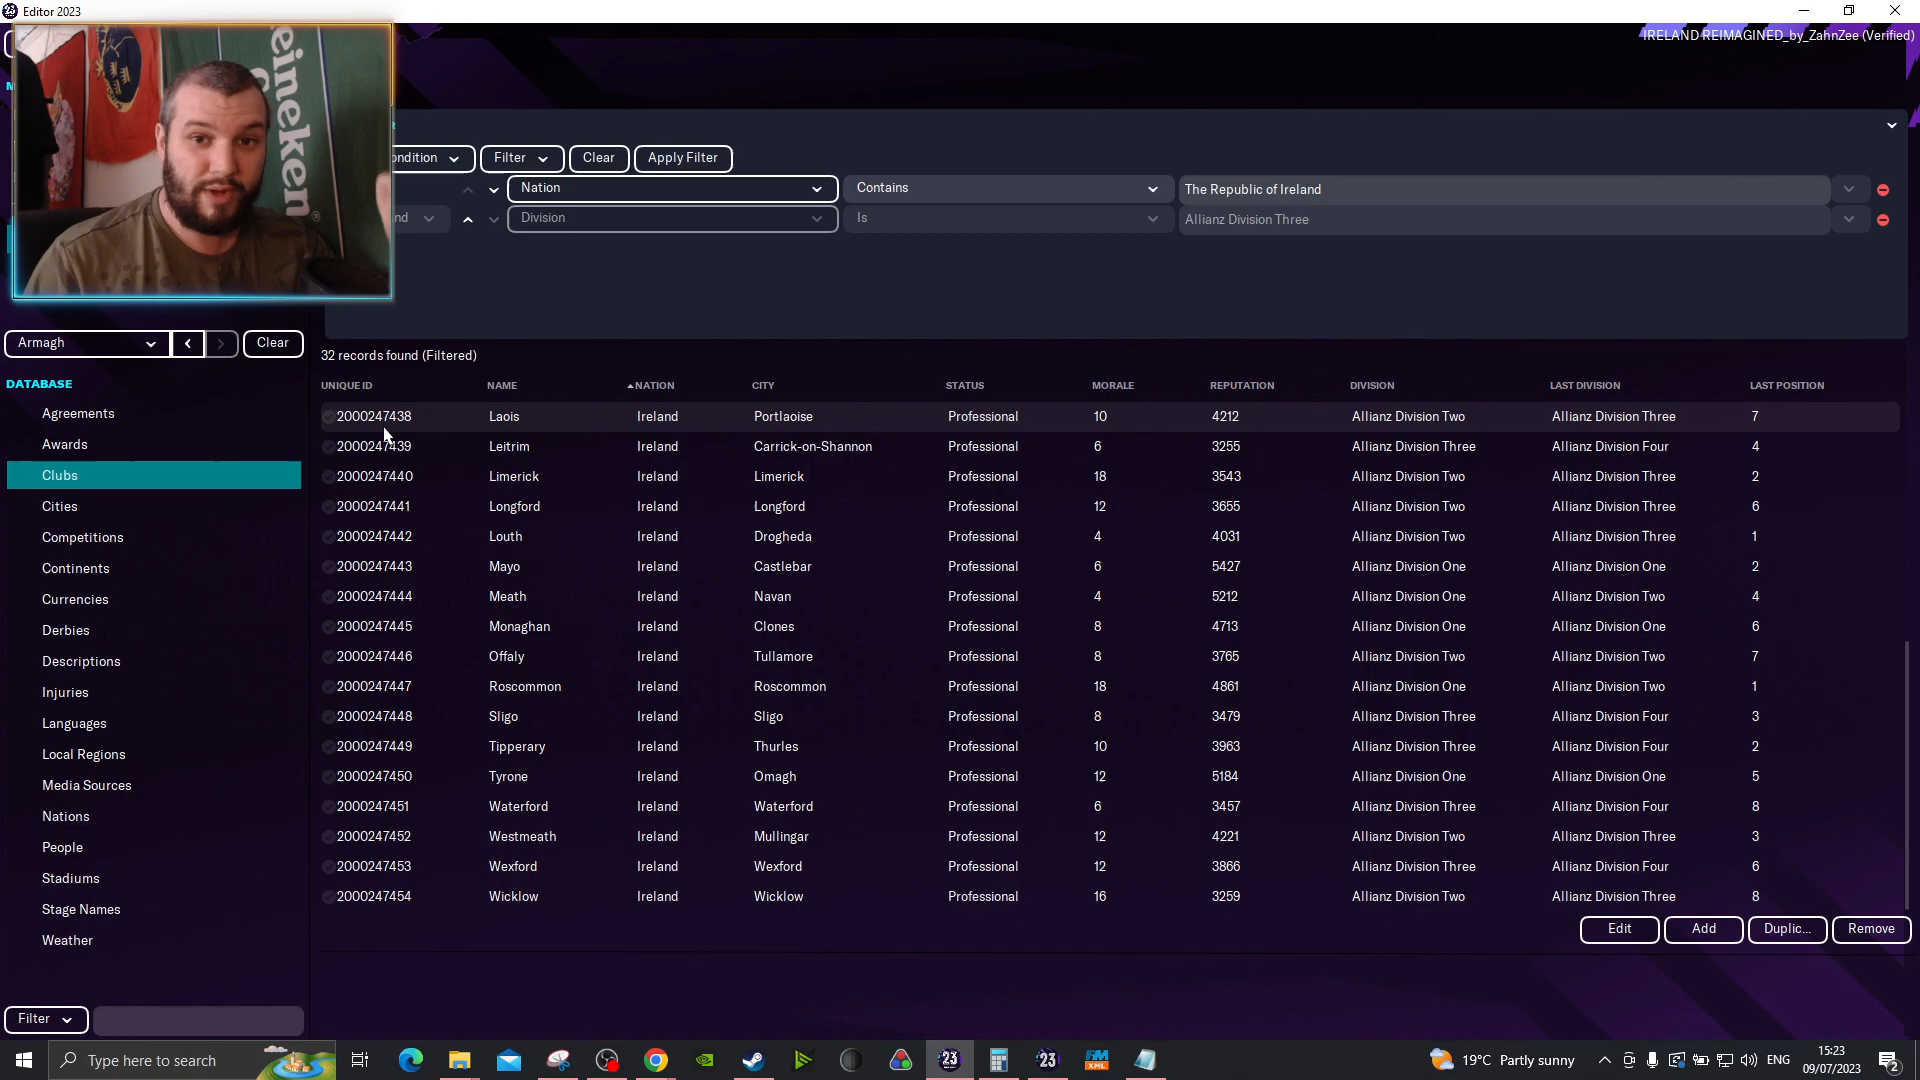 Editor 2023
IRELAND REIMAGINED_by_ZahnZee (Verified)
Heineken
ondition Filter Clear Apply Filter
Nation Contains The Republic of Ireland
nd Division Is Allianz Division Three
Armagh Clear
32 records found (Filtered)
DATABASE
Agreements
Awards
Clubs
Cities
Competitions
Continents
Currencies
Derbies
Descriptions
Injuries
Languages
Local Regions
Media Sources
Nations
People
Stadiums
Stage Names
Weather
UNIQUE ID NAME NATION CITY STATUS MORALE REPUTATION DIVISION LAST DIVISION LAST POSITION
2000247438 Laois Ireland Portlaoise Professional 10 4212 Allianz Division Two Allianz Division Three 7
2000247439 Leitrim Ireland Carrick-on-Shannon Professional 6 3255 Allianz Division Three Allianz Division Four 4
2000247440 Limerick Ireland Limerick Professional 18 3543 Allianz Division Two Allianz Division Three 2
2000247441 Longford Ireland Longford Professional 12 3655 Allianz Division Two Allianz Division Three 6
2000247442 Louth Ireland Drogheda Professional 4 4031 Allianz Division Two Allianz Division Three 1
2000247443 Mayo Ireland Castlebar Professional 6 5427 Allianz Division One Allianz Division One 2
2000247444 Meath Ireland Navan Professional 4 5212 Allianz Division One Allianz Division Two 4
2000247445 Monaghan Ireland Clones Professional 8 4713 Allianz Division One Allianz Division One 6
2000247446 Offaly Ireland Tullamore Professional 8 3765 Allianz Division Two Allianz Division Two 7
2000247447 Roscommon Ireland Roscommon Professional 18 4861 Allianz Division One Allianz Division Two 1
2000247448 Sligo Ireland Sligo Professional 8 3479 Allianz Division Three Allianz Division Four 3
2000247449 Tipperary Ireland Thurles Professional 10 3963 Allianz Division Three Allianz Division Four 2
2000247450 Tyrone Ireland Omagh Professional 12 5184 Allianz Division One Allianz Division One 5
2000247451 Waterford Ireland Waterford Professional 6 3457 Allianz Division Three Allianz Division Four 8
2000247452 Westmeath Ireland Mullingar Professional 12 4221 Allianz Division Two Allianz Division Three 3
2000247453 Wexford Ireland Wexford Professional 12 3866 Allianz Division Three Allianz Division Four 6
2000247454 Wicklow Ireland Wicklow Professional 16 3259 Allianz Division Two Allianz Division Three 8
Edit Add Duplic... Remove
Filter
Type here to search 23 23 FM XML 19°C Partly sunny ENG 15:23
09/07/2023 2